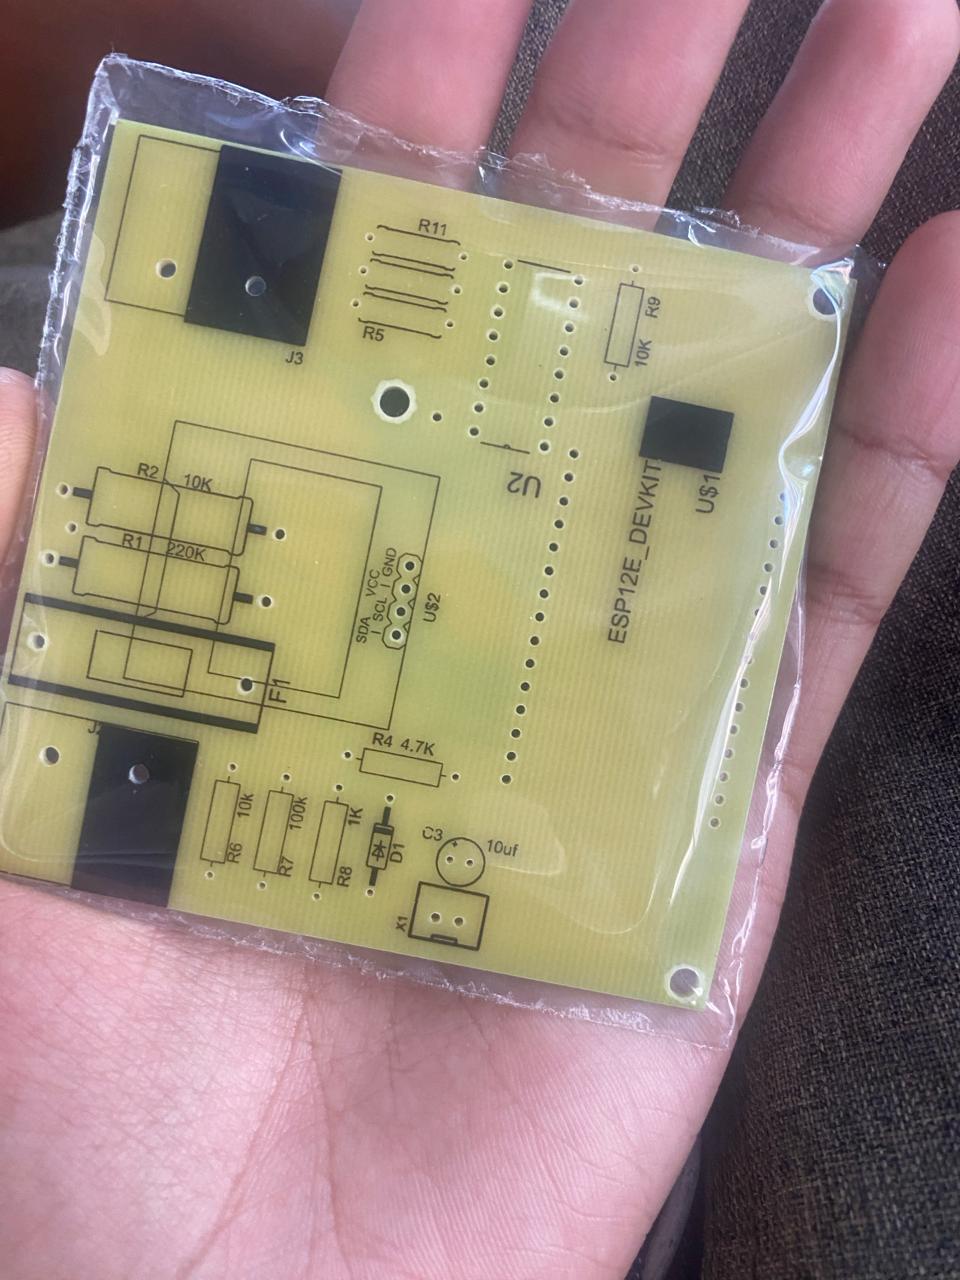 R11
R5
J3
R9
10K
U2
U$1
ESP12E_DEVKIT
R2
10K
R1
220K
GND
VCC
SCL
SDA
U$2
F1
R4 4.7K
10k
R6
100k
R7
1K
R8
D1
C3
10uf
X1